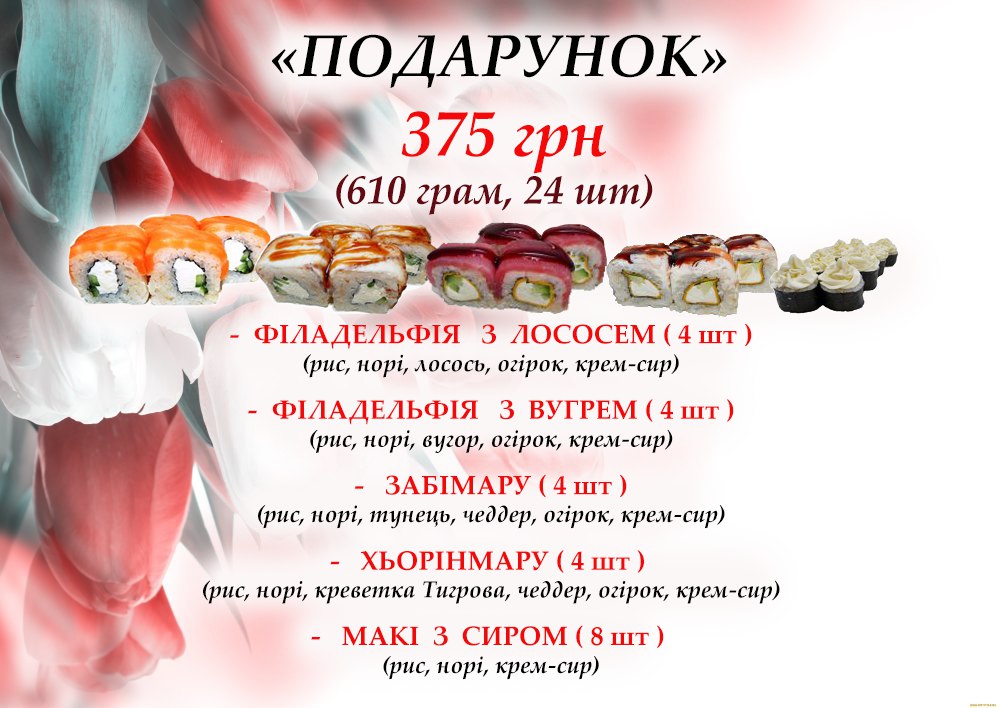 «ПОДАРУНОК»
375 грн
(610 грам, 24 шт)
- ФІЛАДЕЛЬФІЯ З ЛОСОСЕМ ( 4 шт )
(рис, норі, лосось, огірок, крем-сир)
- ФІЛАДЕЛЬФІЯ З ВУГРЕМ ( 4 шт )
(рис, норі, вугор, огірок, крем-сир)
- ЗАБІМАРУ ( 4 шт )
(рис, норі, тунець, чеддер, огірок, крем-сир)
- ХЬОРІНМАРУ ( 4 шт )
(рис, норі, креветка Тигрова, чеддер, огірок, крем-сир)
- МАКІ З СИРОМ ( 8 шт )
(рис, норі, крем-сир)